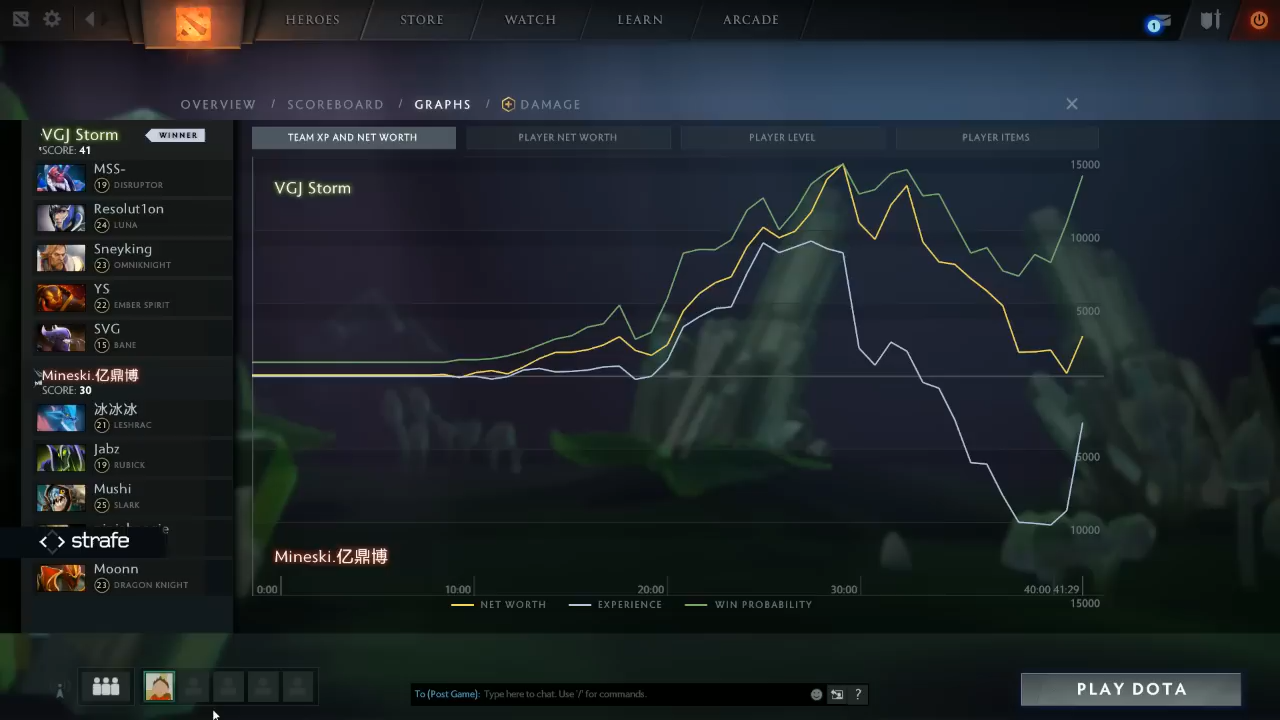 HEROES
STORE
WATCH
LEARN
ARCADE
1
OVERVIEW / SCOREBOARD / GRAPHS / DAMAGE
VGJ Storm
WINNER
SCORE: 41
MSS-
19 DISRUPTOR
Resolut1on
24 LUNA
Sneyking
23 OMNIKNIGHT
YS
22 EMBER SPIRIT
SVG
15 BANE
Mineski.亿鼎博
SCORE: 30
冰冰冰
21 LESHRAC
Jabz
19 RUBICK
Mushi
25 SLARK
strafe
Moonn
23 DRAGON KNIGHT
TEAM XP AND NET WORTH
PLAYER NET WORTH
PLAYER LEVEL
PLAYER ITEMS
VGJ Storm
15000
10000
5000
5000
10000
15000
Mineski.亿鼎博
0:00
10:00
20:00
30:00
40:00 41:29
NET WORTH
EXPERIENCE
WIN PROBABILITY
To (Post Game): Type here to chat. Use '/' for commands.
?
PLAY DOTA